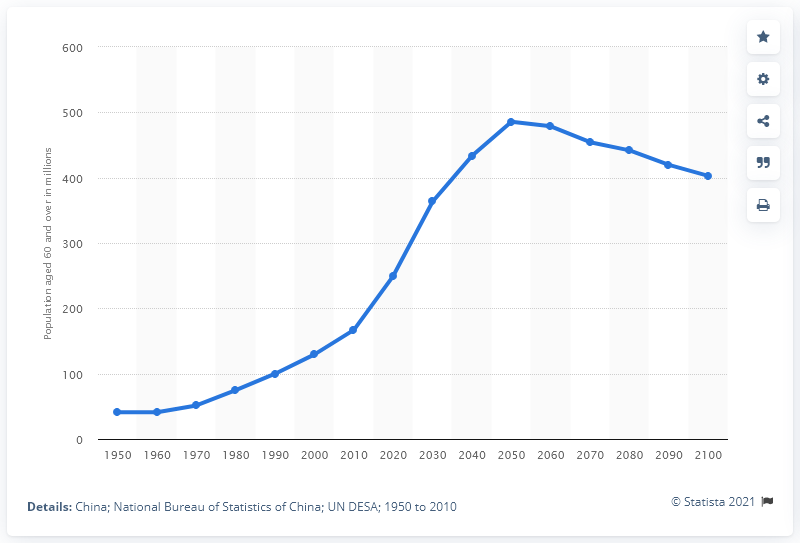 600
500
400
300
200
100
0
Population aged 60 and over in millions
1950 1960 1970 1980 1990 2000 2010 2020 2030 2040 2050 2060 2070 2080 2090 2100
Details: China; National Bureau of Statistics of China; UN DESA; 1950 to 2010
© Statista 2021